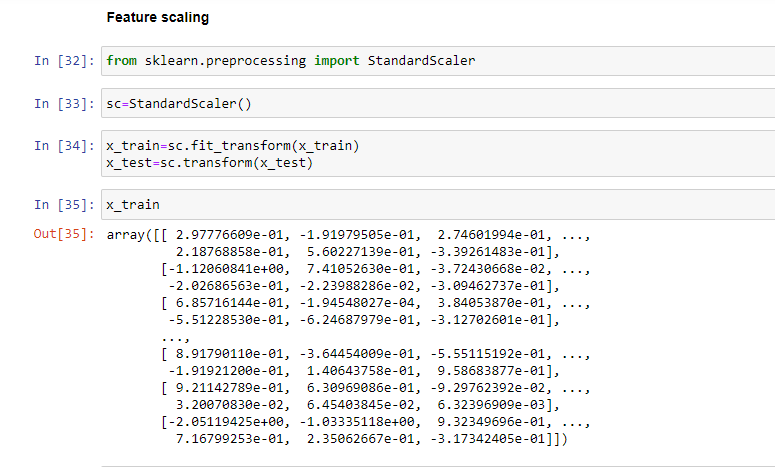 Feature scaling
In [32]: from sklearn.preprocessing import StandardScaler
In [33]: sc=StandardScaler()
In [34]: x_train=sc.fit_transform(x_train)
x_test=sc.transform(x_test)
In [35]: x_train
Out[35]: array([[ 2.97776609e-01, -1.91979505e-01,  2.74601994e-01, ...,
2.18768858e-01,  5.60227139e-01, -3.39261483e-01],
[-1.12060841e+00,  7.41052630e-01, -3.72430668e-02, ...,
-2.02686563e-01, -2.23988286e-02, -3.09462737e-01],
[ 6.85716144e-01, -1.94548027e-04,  3.84053870e-01, ...,
-5.51228530e-01, -6.24687979e-01, -3.12702601e-01],
...,
[ 8.91790110e-01, -3.64454009e-01, -5.55115192e-01, ...,
-1.91921200e-01,  1.40643758e-01,  9.58683877e-01],
[ 9.21142789e-01,  6.30969086e-01, -9.29762392e-02, ...,
3.20070830e-02,  6.45403845e-02,  6.32396909e-03],
[-2.05119425e+00, -1.03335118e+00,  9.32349696e-01, ...,
7.16799253e-01,  2.35062667e-01, -3.17342405e-01]])